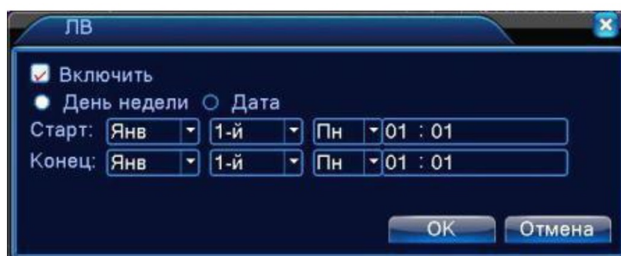 ЛВ
Включить
День недели Дата
Старт: Янв 1-й Пн 01 : 01
Конец: Янв 1-й Пн 01 : 01
OK Отмена